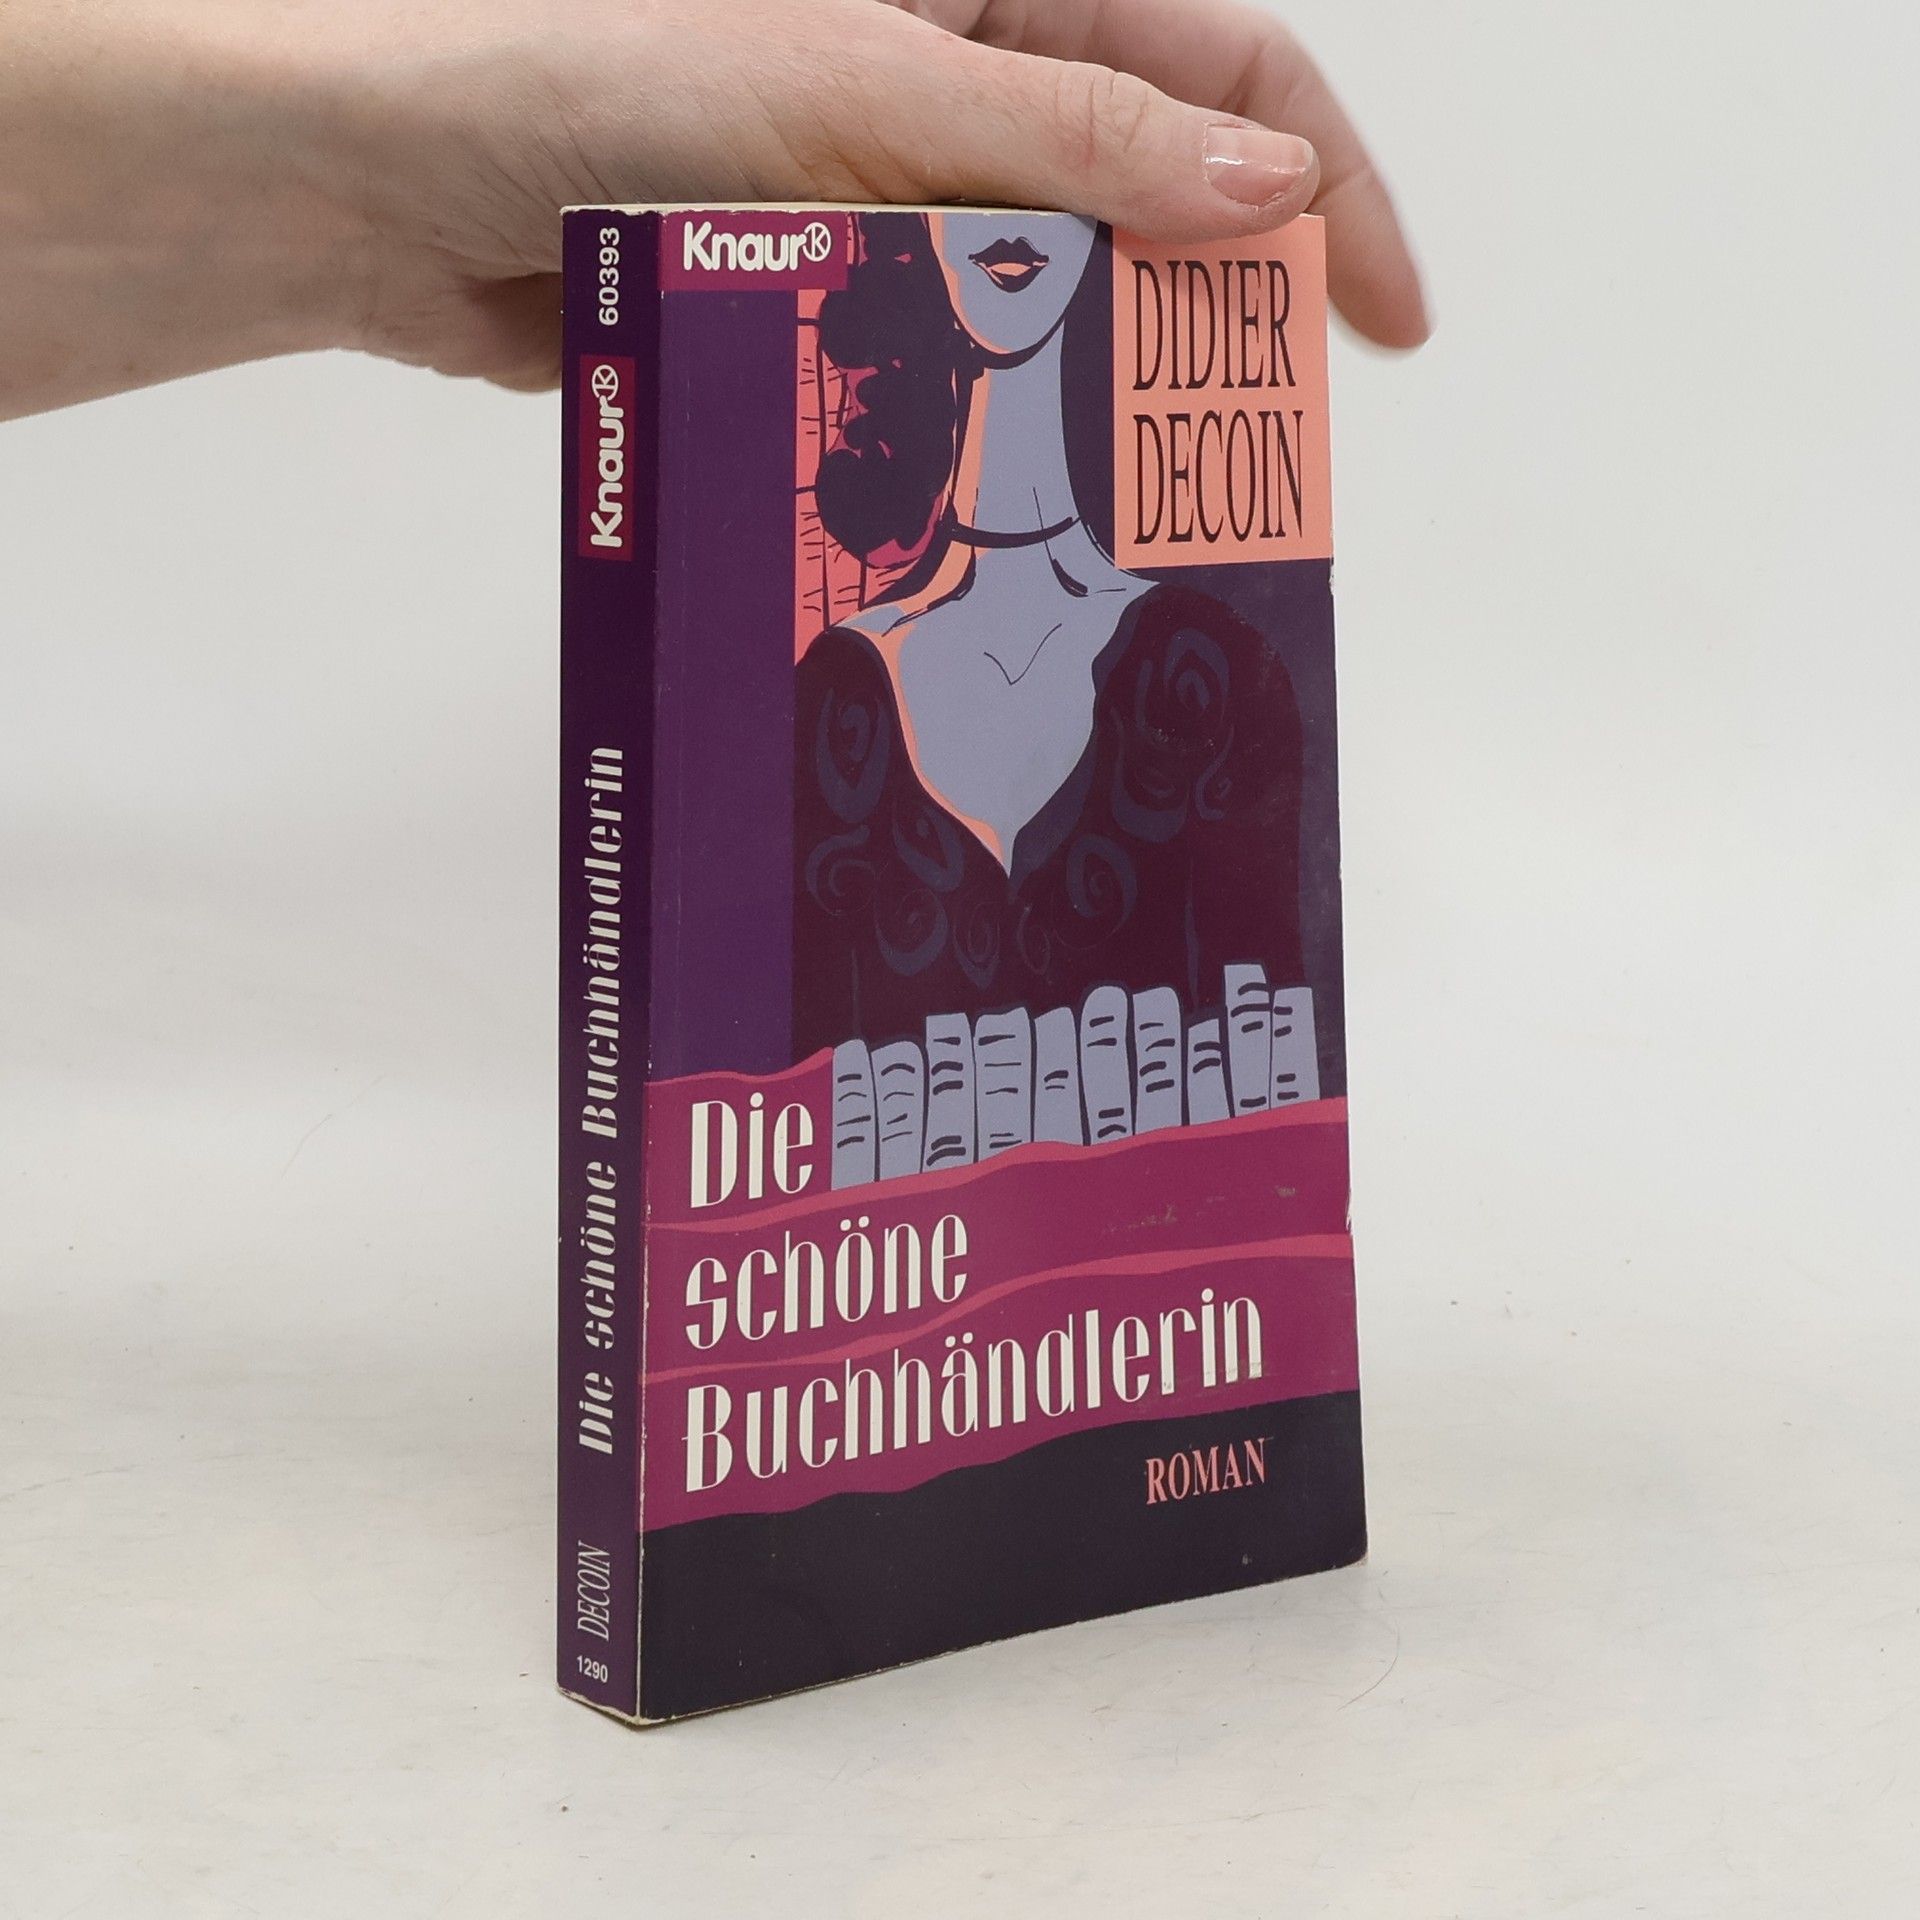 Knaur
DIDIER
DECOIN
Die
schöne
Buchhändlerin
ROMAN
60393
Knaur
Die schöne Buchhändlerin
DECOIN
1290